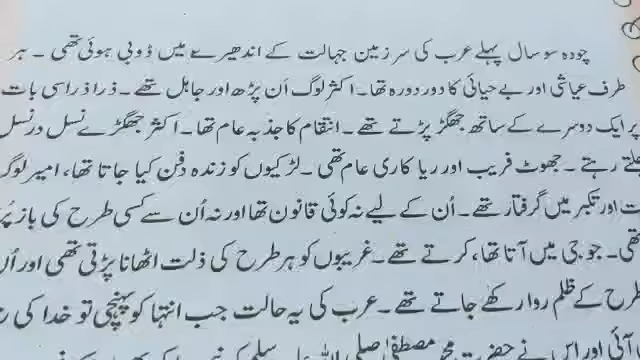 چودہ سو سال پہلے عرب کی سرزمین جہالت کے اندھیرے میں ڈوبی ہوئی تھی ۔ ہر
طرف عیاشی اور بے حیائی کا دور دورہ تھا۔ اکثر لوگ اُن پڑھ اور جاہل تھے۔ ذرا ذرا سی بات
پر ایک دوسرے کے ساتھ جھگڑ پڑتے تھے۔ انتقام کا جذبہ عام تھا۔ اکثر جھگڑے نسل در نسل
چلتے رہتے ۔ جھوٹ فریب اور ریا کاری عام تھی۔ لڑکیوں کو زندہ دفن کیا جاتا تھا، امیر لوگ
اور تکبر میں گرفتار تھے۔ اُن کے لیے نہ کوئی قانون تھا اور نہ اُن سے کسی طرح کی باز پُر
تھی۔ جو جی میں آتا تھا، کرتے تھے۔ غریبوں کو ہر طرح کی ذلت اٹھانا پڑتی تھی اور اُن
طرح کے ظلم روا رکھے جاتے تھے۔ عرب کی یہ حالت جب انتہا کو پہنچی تو خدا کی
آئی اور اس نے حضرت محمد مصطفیٰ صلی اللہ علیہ وسلم کو